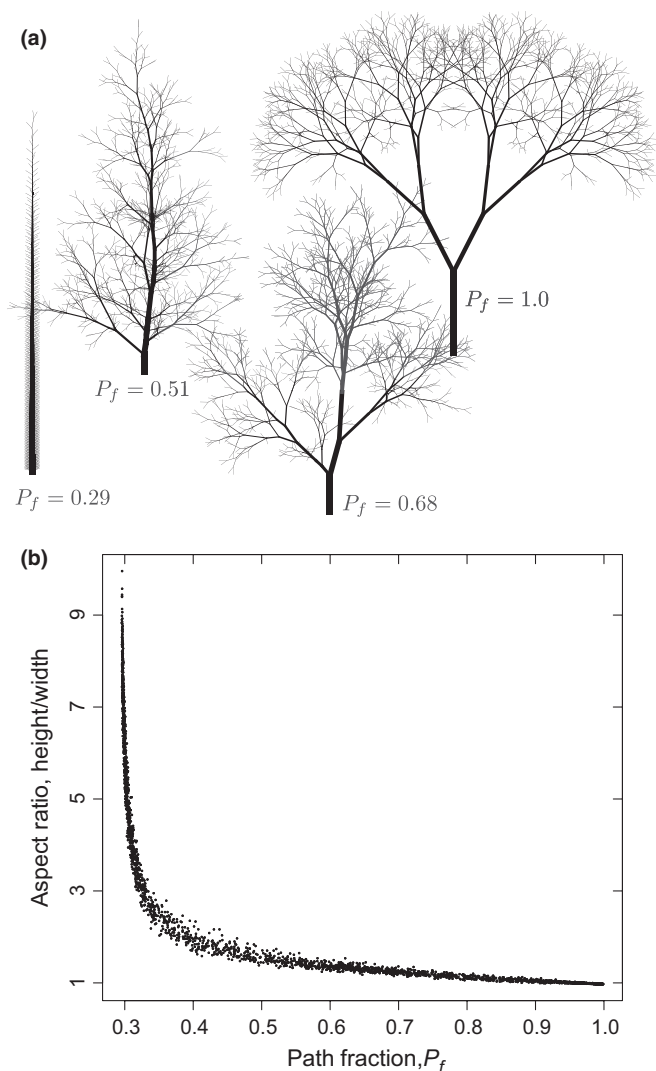 (a)
P_f = 1.0
P_f = 0.51
P_f = 0.29
P_f = 0.68
(b)
9
7
5
3
1
Aspect ratio, height/width
0.3 0.4 0.5 0.6 0.7 0.8 0.9 1.0
Path fraction,P_f